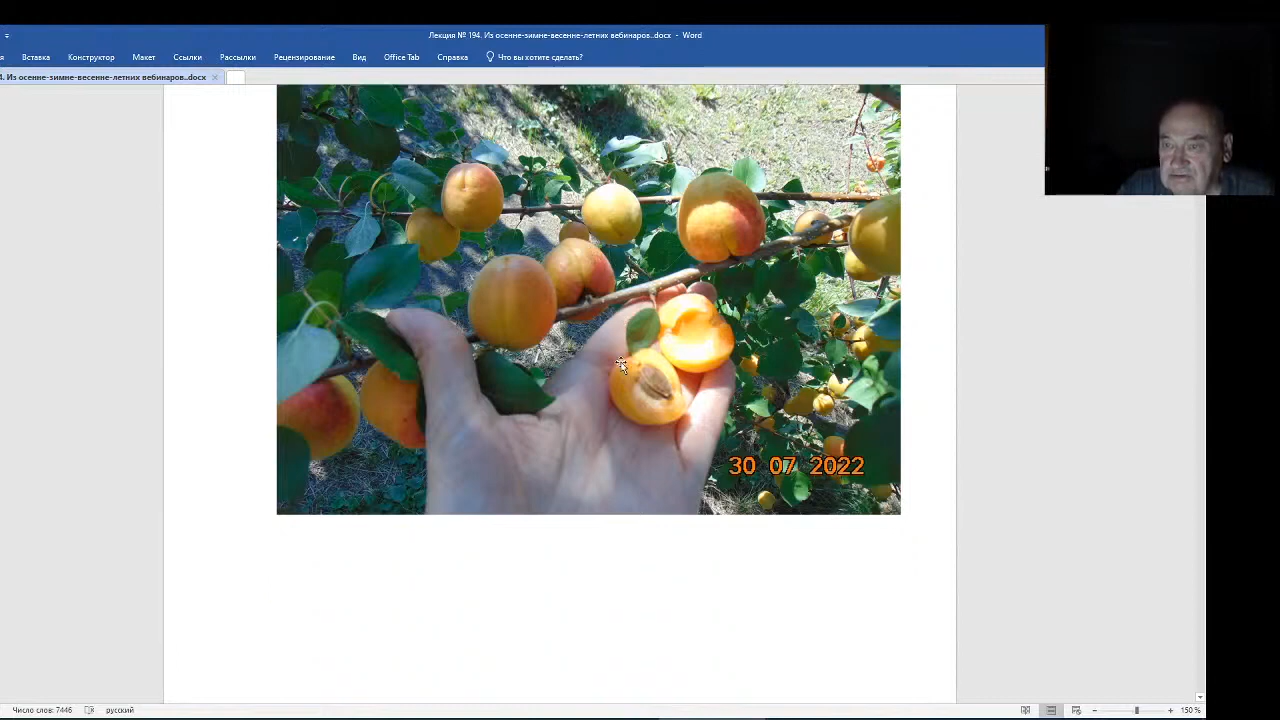 Лекция № 194. Из осенне-зимне-весенне-летних вебинаров..docx - Word
я Вставка Конструктор Макет Ссылки Рассылки Рецензирование Вид Office Tab Справка Что вы хотите сделать?
4. Из осенне-зимне-весенне-летних вебинаров..docx
30 07 2022
Число слов: 7446 русский 150 %